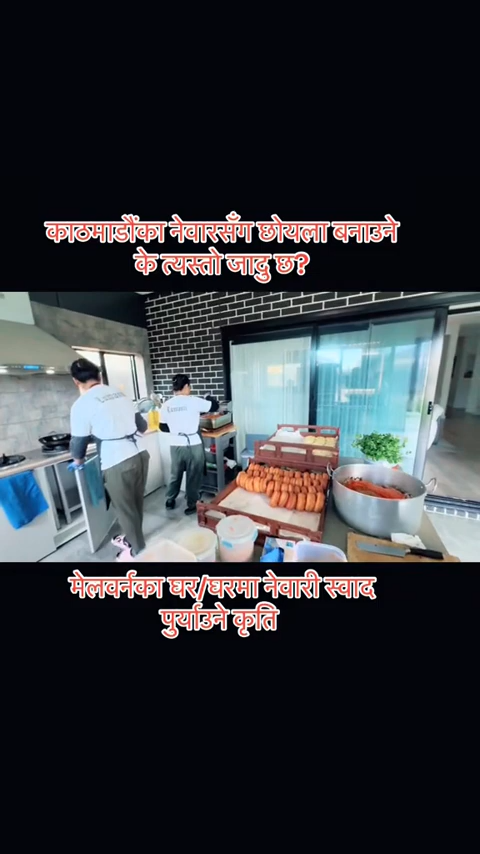 काठमाडौंका नेवारसँग छोयला बनाउने
के त्यस्तो जादु छ?
मेलवर्नका घर/घरमा नेवारी स्वाद
पुर्याउने कृति